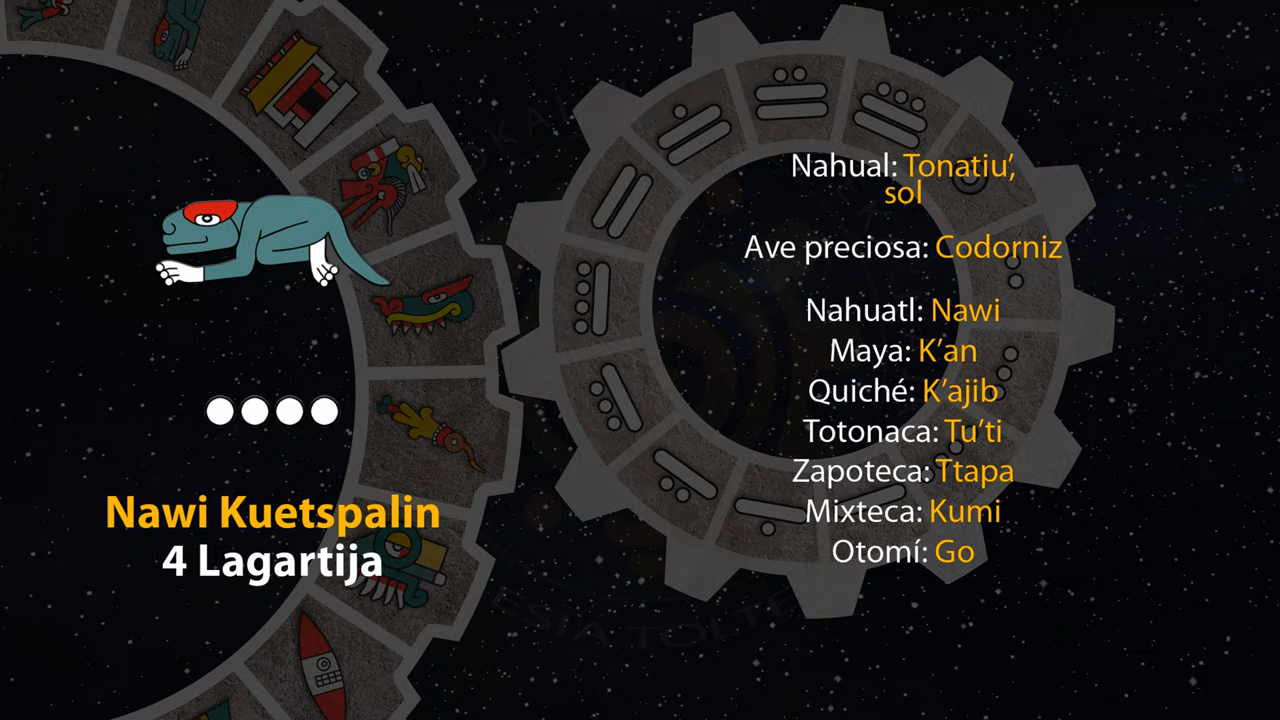 Nawi Kuetspalin
4 Lagartija
Nahual: Tonatiu’,
sol
Ave preciosa: Codorniz
Nahuatl: Nawi
Maya: K’an
Quiché: K’ajib
Totonaca: Tu’ti
Zapoteca: Ttapa
Mixteca: Kumi
Otomí: Go